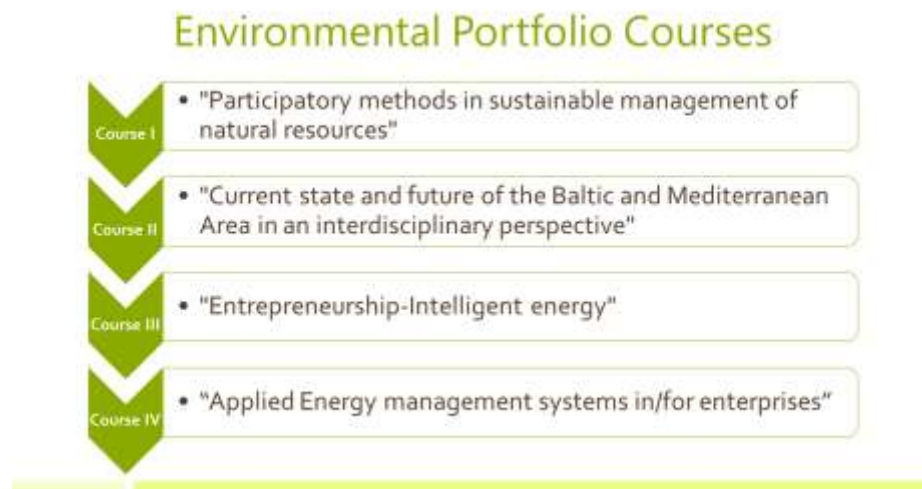 Environmental Portfolio Courses
Course I
• "Participatory methods in sustainable management of
natural resources"
Course II
• "Current state and future of the Baltic and Mediterranean
Area in an interdisciplinary perspective"
Course III
• "Entrepreneurship-Intelligent energy"
Course IV
• “Applied Energy management systems in/for enterprises”